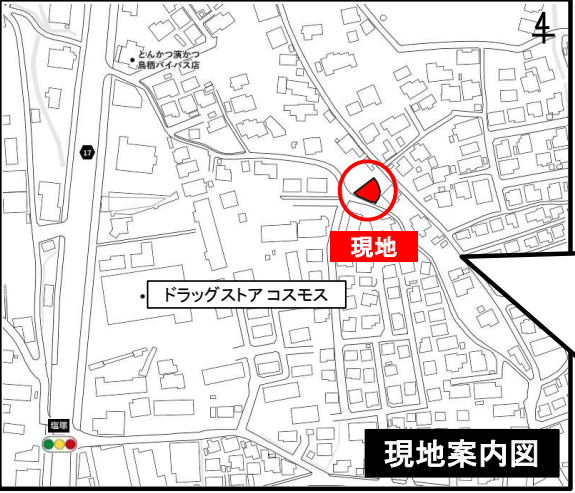 4
とんかつ濵かつ
鳥栖バイパス店
17
現地
ドラッグストア コスモス
塩塚
現地案内図